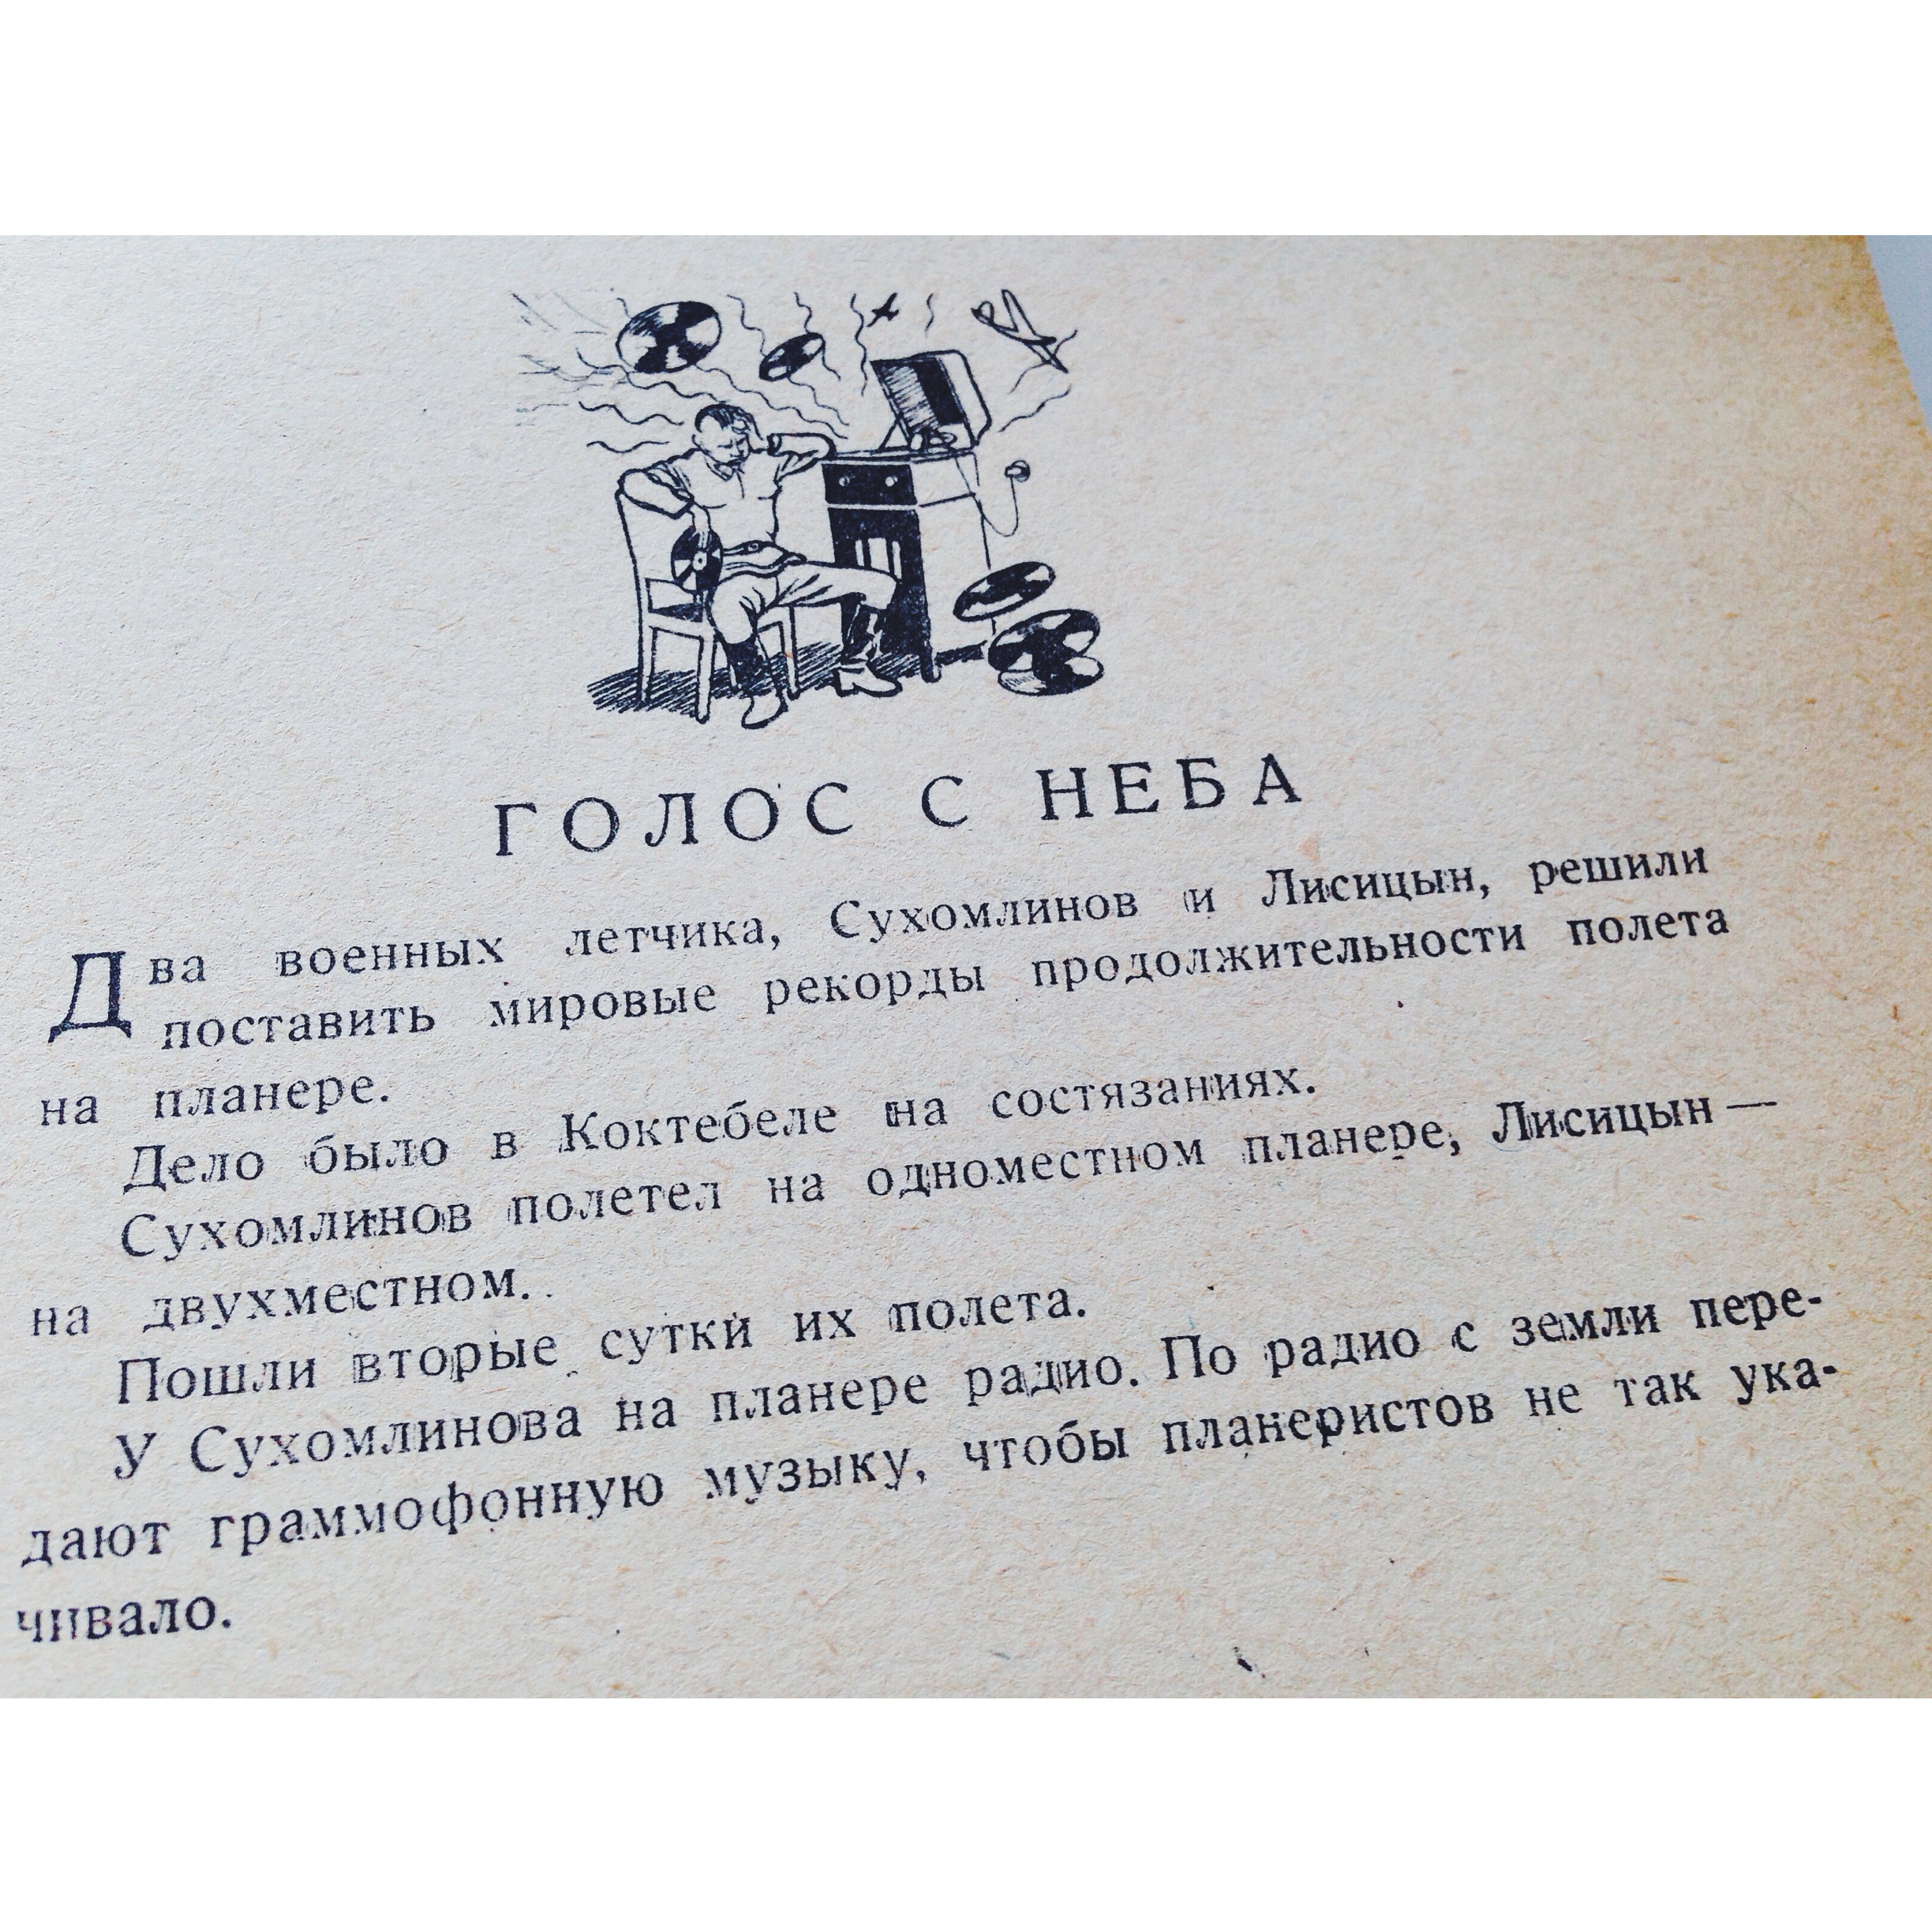 ГОЛОС С НЕБА
Два военных летчика, Сухомлинов и Лисицын, решили
поставить мировые рекорды продолжительности полета
на планере.
Дело было в Коктебеле на состязаниях.
Сухомлинов полетел на одноместном планере, Лисицын —
на двухместном.
Пошли вторые сутки их полета.
У Сухомлинова на планере радио. По радио с земли пере-
дают граммофонную музыку, чтобы планеристов не так ука-
чивало.